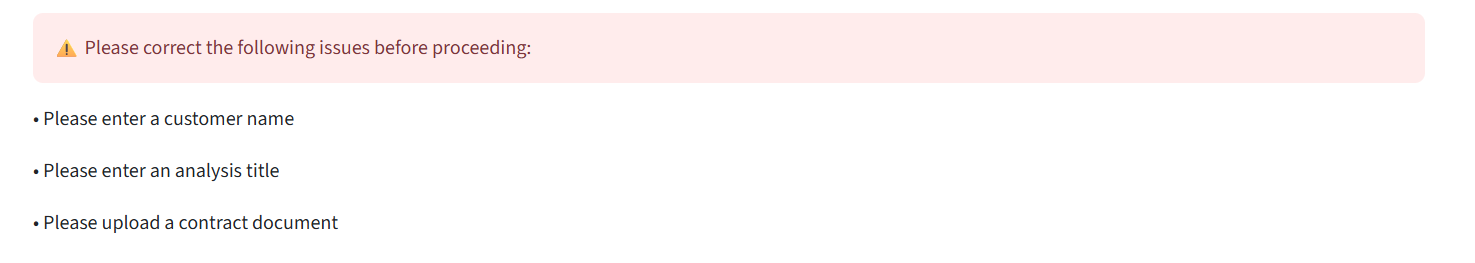 ⚠️ Please correct the following issues before proceeding:
• Please enter a customer name
• Please enter an analysis title
• Please upload a contract document